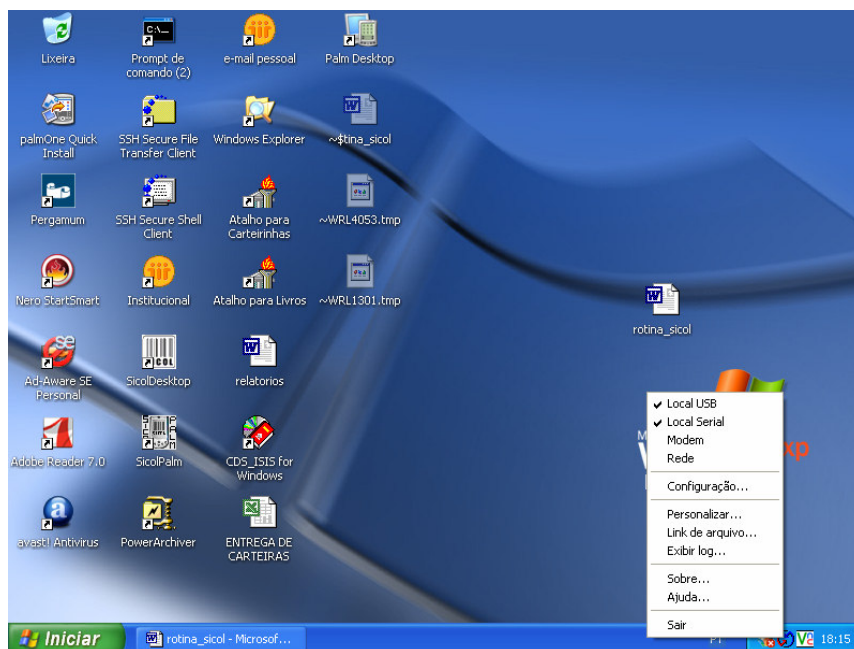 Lixeira
Prompt de
comando (2)
e-mail pessoal
Palm Desktop
palmOne Quick
Install
SSH Secure File
Transfer Client
Windows Explorer
~$tina_sicol
Pergamum
SSH Secure Shell
Client
Atalho para
Carteirinhas
~WRL4053.tmp
Nero StartSmart
Institucional
Atalho para Livros
~WRL1301.tmp
rotina_sicol
Ad-Aware SE
Personal
SicolDesktop
relatorios
Adobe Reader 7.0
SicolPalm
CDS_ISIS for
Windows
avast! Antivirus
PowerArchiver
ENTREGA DE
CARTEIRAS
Local USB
Local Serial
Modem
Rede
Configuração...
Personalizar...
Link de arquivo...
Exibir log...
Sobre...
Ajuda...
Sair
xp
Iniciar
rotina_sicol - Microsof...
PT
18:15